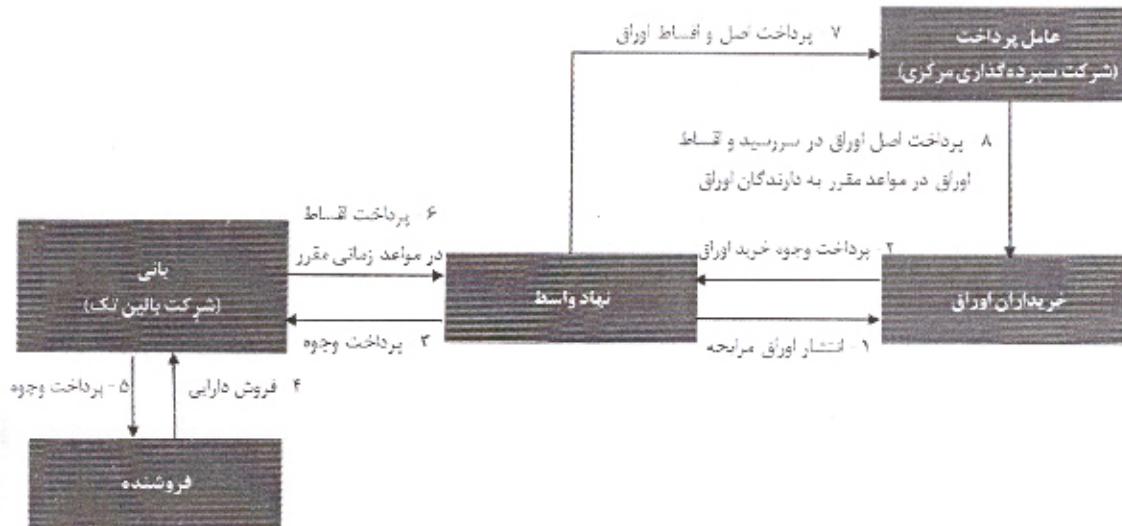 ۷ - پرداخت اصل و اقساط اوراق
عامل پرداخت
(شرکت سپرده‌گذاری مرکزی)
۸ - پرداخت اصل اوراق در سررسید و اقساط
اوراق در مواعد مقرر به دارندگان اوراق
۶ - پرداخت اقساط
در مواعد زمانی مقرر
۲ - پرداخت وجوه خرید اوراق
بانی
(شرکت بالین تک)
نهاد واسط
خریداران اوراق
۳ - پرداخت وجوه
۱ - انتشار اوراق مرابحه
۵ - پرداخت وجوه
۴ - فروش دارایی
فروشنده